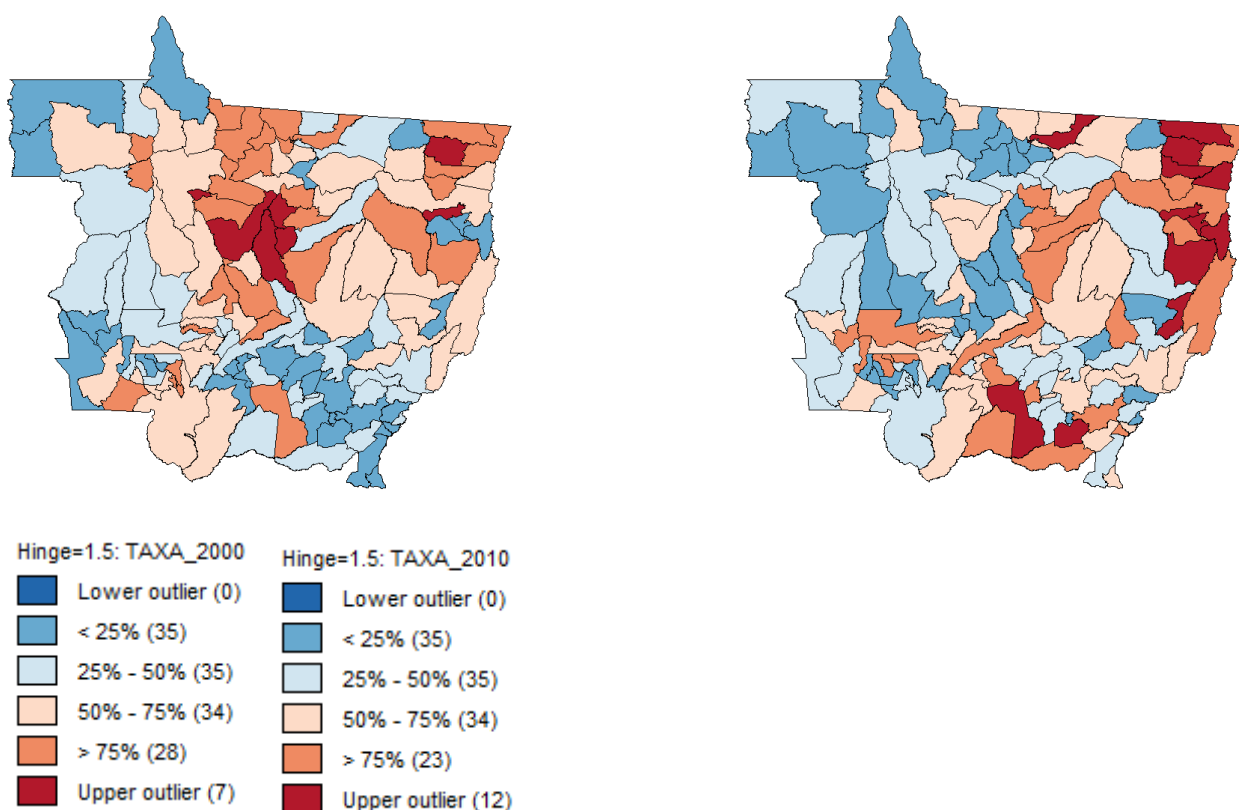 Hinge=1.5: TAXA_2000
Lower outlier (0)
< 25% (35)
25% - 50% (35)
50% - 75% (34)
> 75% (28)
Upper outlier (7)
Hinge=1.5: TAXA_2010
Lower outlier (0)
< 25% (35)
25% - 50% (35)
50% - 75% (34)
> 75% (23)
Upper outlier (12)